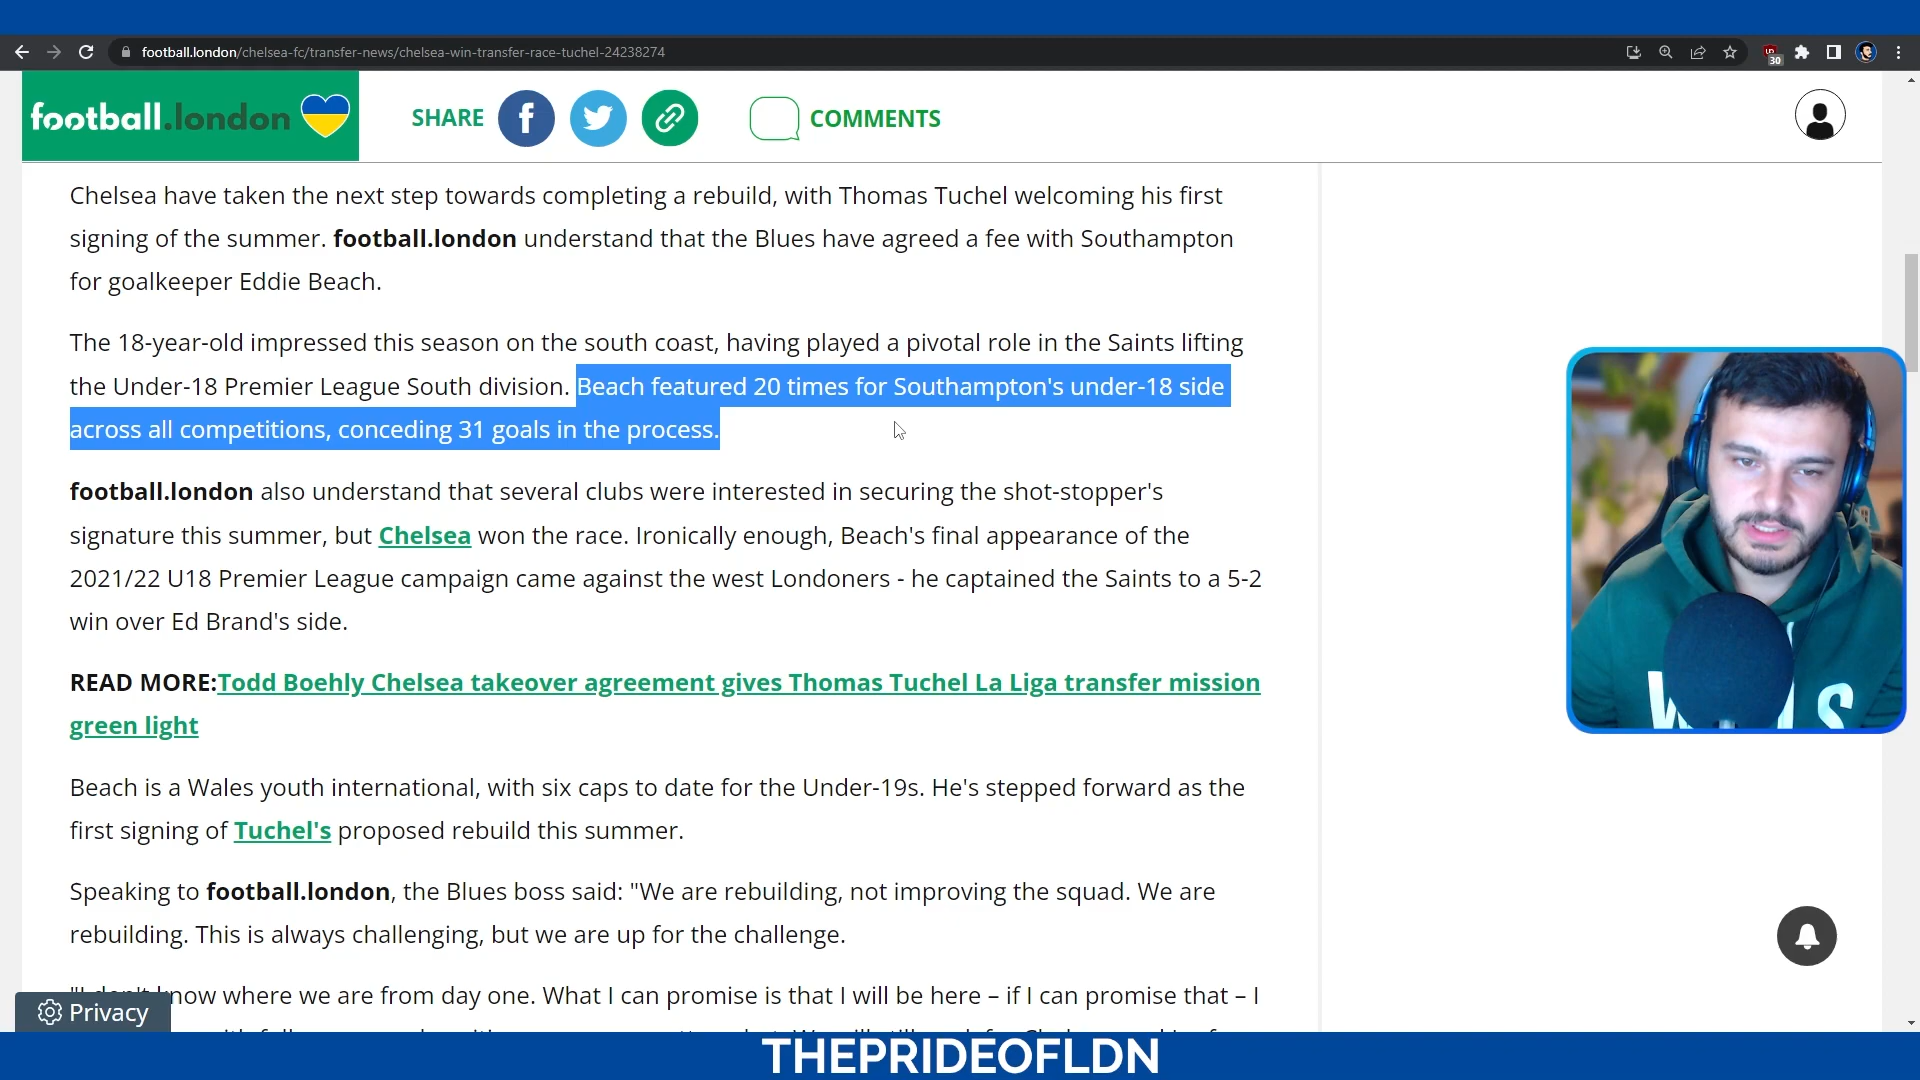 football.london/chelsea-fc/transfer-news/chelsea-win-transfer-race-tuchel-24238274
30
football.london
SHARE
COMMENTS
Chelsea have taken the next step towards completing a rebuild, with Thomas Tuchel welcoming his first
signing of the summer. football.london understand that the Blues have agreed a fee with Southampton
for goalkeeper Eddie Beach.
The 18-year-old impressed this season on the south coast, having played a pivotal role in the Saints lifting
the Under-18 Premier League South division. Beach featured 20 times for Southampton's under-18 side
across all competitions, conceding 31 goals in the process.
football.london also understand that several clubs were interested in securing the shot-stopper's
signature this summer, but Chelsea won the race. Ironically enough, Beach's final appearance of the
2021/22 U18 Premier League campaign came against the west Londoners - he captained the Saints to a 5-2
win over Ed Brand's side.
READ MORE:Todd Boehly Chelsea takeover agreement gives Thomas Tuchel La Liga transfer mission
green light
Beach is a Wales youth international, with six caps to date for the Under-19s. He's stepped forward as the
first signing of Tuchel's proposed rebuild this summer.
Speaking to football.london, the Blues boss said: "We are rebuilding, not improving the squad. We are
rebuilding. This is always challenging, but we are up for the challenge.
"I don't know where we are from day one. What I can promise is that I will be here – if I can promise that – I
Privacy
THEPRIDEOFLDN